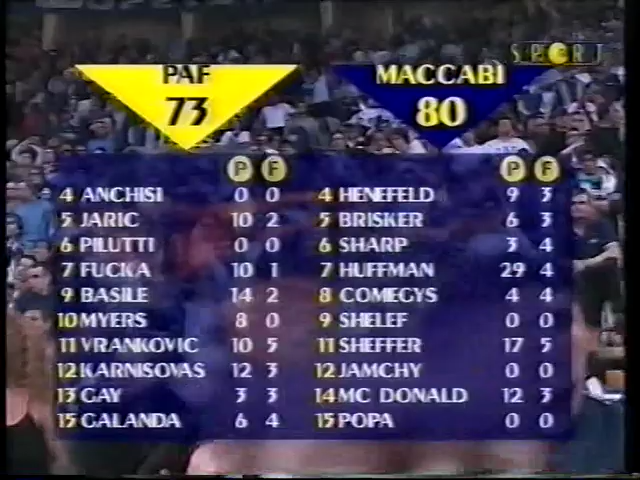 SPORT
PAF MACCABI
73 80
P F P F
4 ANCHISI 0 0 4 HENEFELD 9 3
5 JARIC 10 2 5 BRISKER 6 3
6 PILUTTI 0 0 6 SHARP 3 4
7 FUCKA 10 1 7 HUFFMAN 29 4
9 BASILE 14 2 8 COMEGYS 4 4
10 MYERS 8 0 9 SHELEF 0 0
11 VRANKOVIC 10 5 11 SHEFFER 17 5
12 KARNISOVAS 12 3 12 JAMCHY 0 0
13 GAY 3 3 14 MC DONALD 12 3
15 GALANDA 6 4 15 POPA 0 0